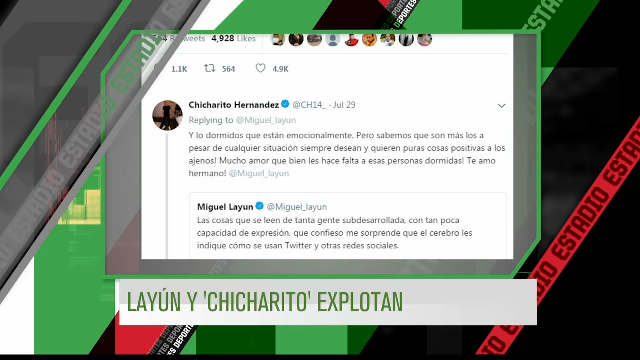 Retweets 4,928 Likes
1.1K 564 4.9K
Chicharito Hernandez @CH14_ · Jul 29
Replying to @Miguel_layun
Y lo dormidos que están emocionalmente. Pero sabemos que son más los a
pesar de cualquier situación siempre desean y quieren puras cosas positivas a los
ajenos! Mucho amor que bien les hace falta a esas personas dormidas! Te amo
hermano! @Miguel_layun
Miguel Layun @Miguel_layun
Las cosas que se leen de tanta gente subdesarrollada, con tan poca
capacidad de expresión, que confieso me sorprende que el cerebro les
indique cómo se usan Twitter y otras redes sociales.
LAYÚN Y 'CHICHARITO' EXPLOTAN
ESTADIO
ESTADIO
ESTADIO
ESTADIO
DEPORTES